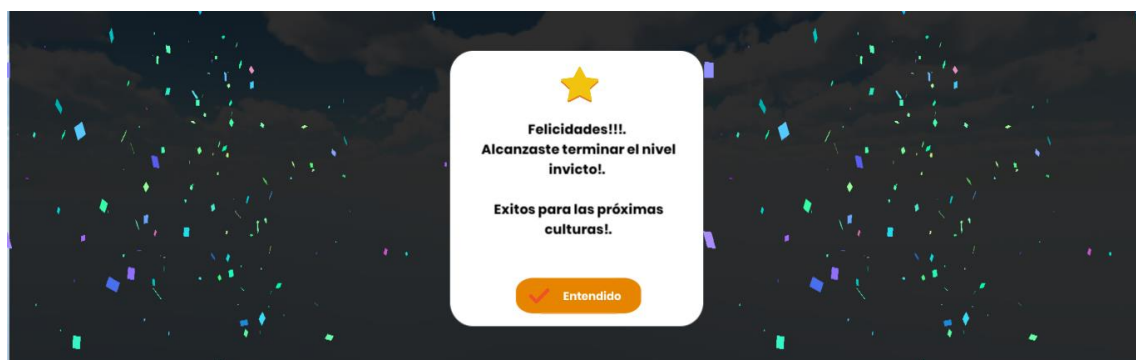 Felicidades!!!.
Alcanzaste terminar el nivel
invicto!.
Exitos para las próximas
culturas!.
Entendido